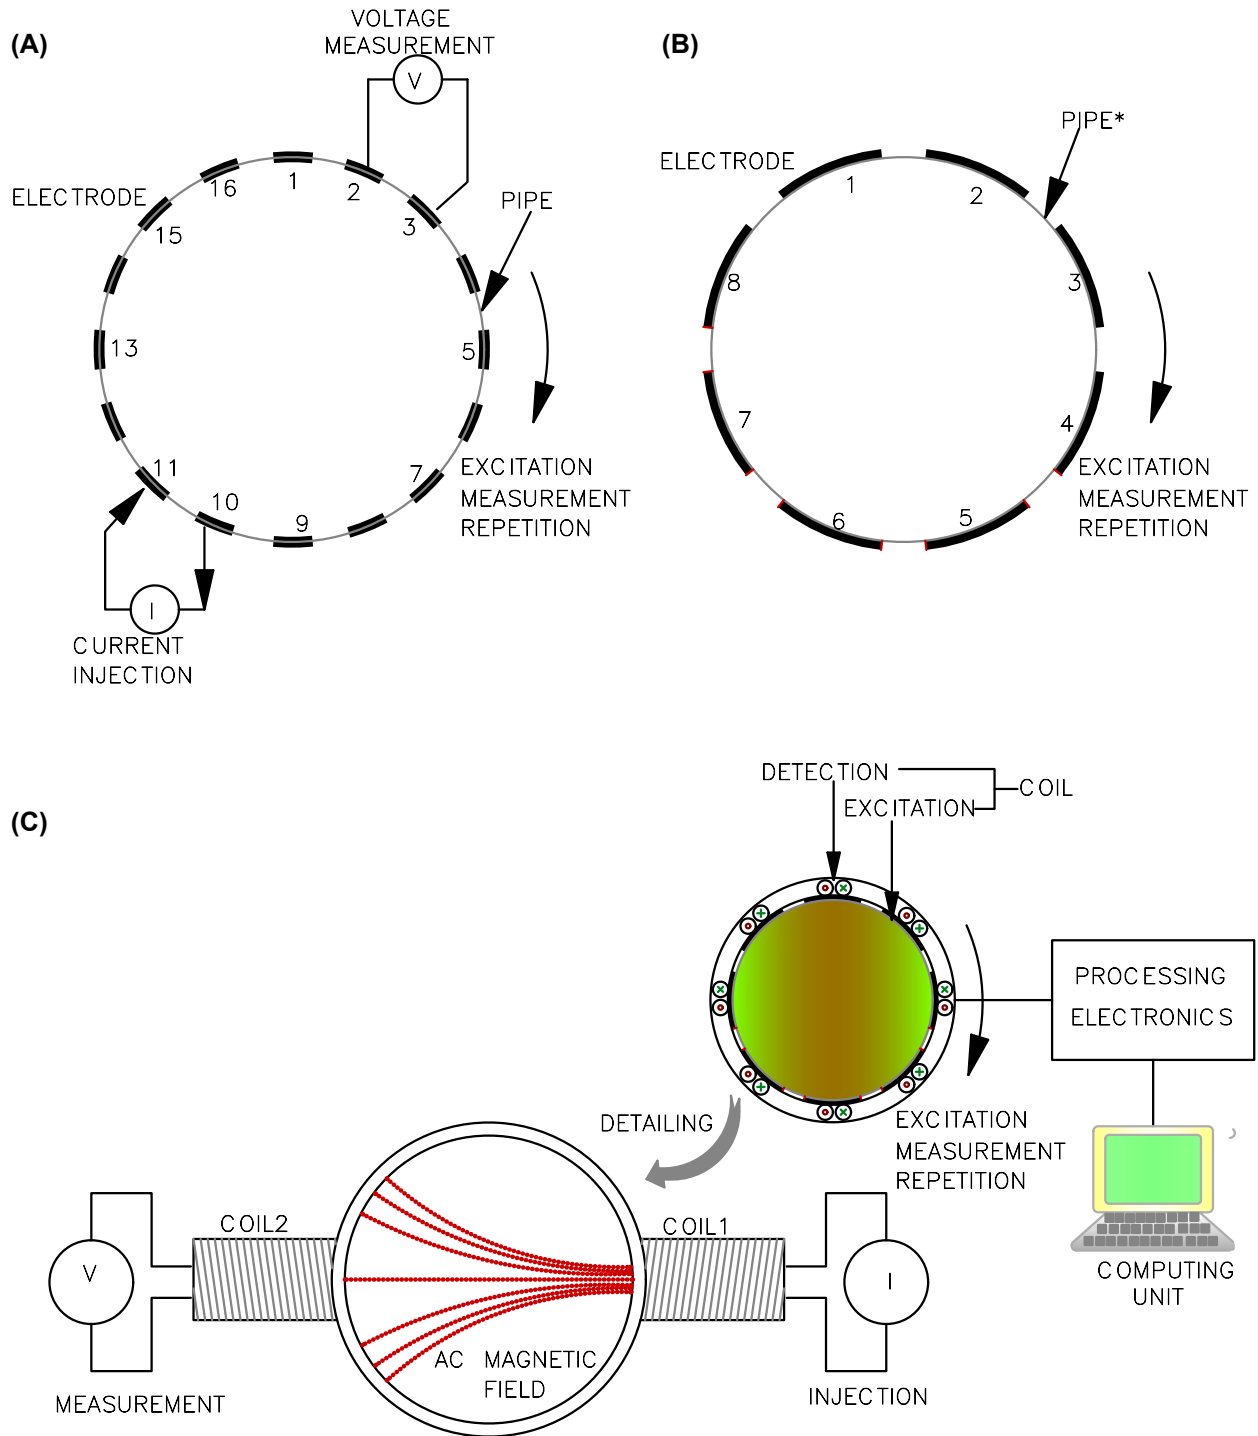 (A)
VOLTAGE
MEASUREMENT
V
ELECTRODE
16
1
2
3
15
PIPE
13
5
11
10
9
7
EXCITATION
MEASUREMENT
REPETITION
I
CURRENT
INJECTION
(B)
PIPE*
ELECTRODE
1
2
8
3
7
4
6
5
EXCITATION
MEASUREMENT
REPETITION
(C)
DETECTION
EXCITATION
COIL
PROCESSING
ELECTRONICS
DETAILING
EXCITATION
MEASUREMENT
REPETITION
COMPUTING
UNIT
COIL2
COIL1
V
I
AC MAGNETIC
FIELD
MEASUREMENT
INJECTION